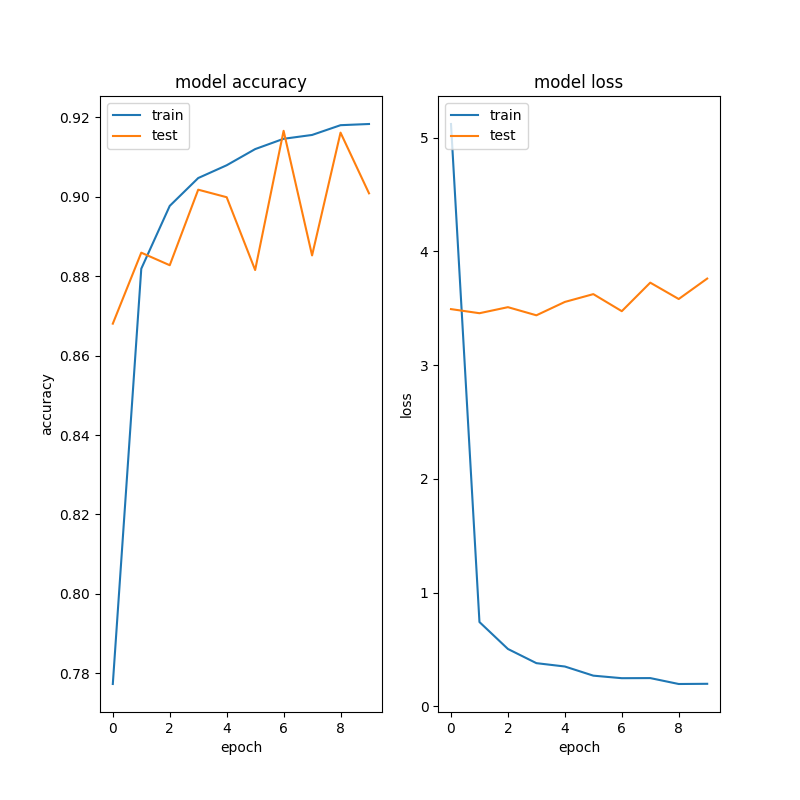 model accuracy
train
test
0.92
0.90
0.88
0.86
0.84
0.82
0.80
0.78
accuracy
0 2 4 6 8
epoch
model loss
train
test
5
4
3
2
1
0
loss
0 2 4 6 8
epoch